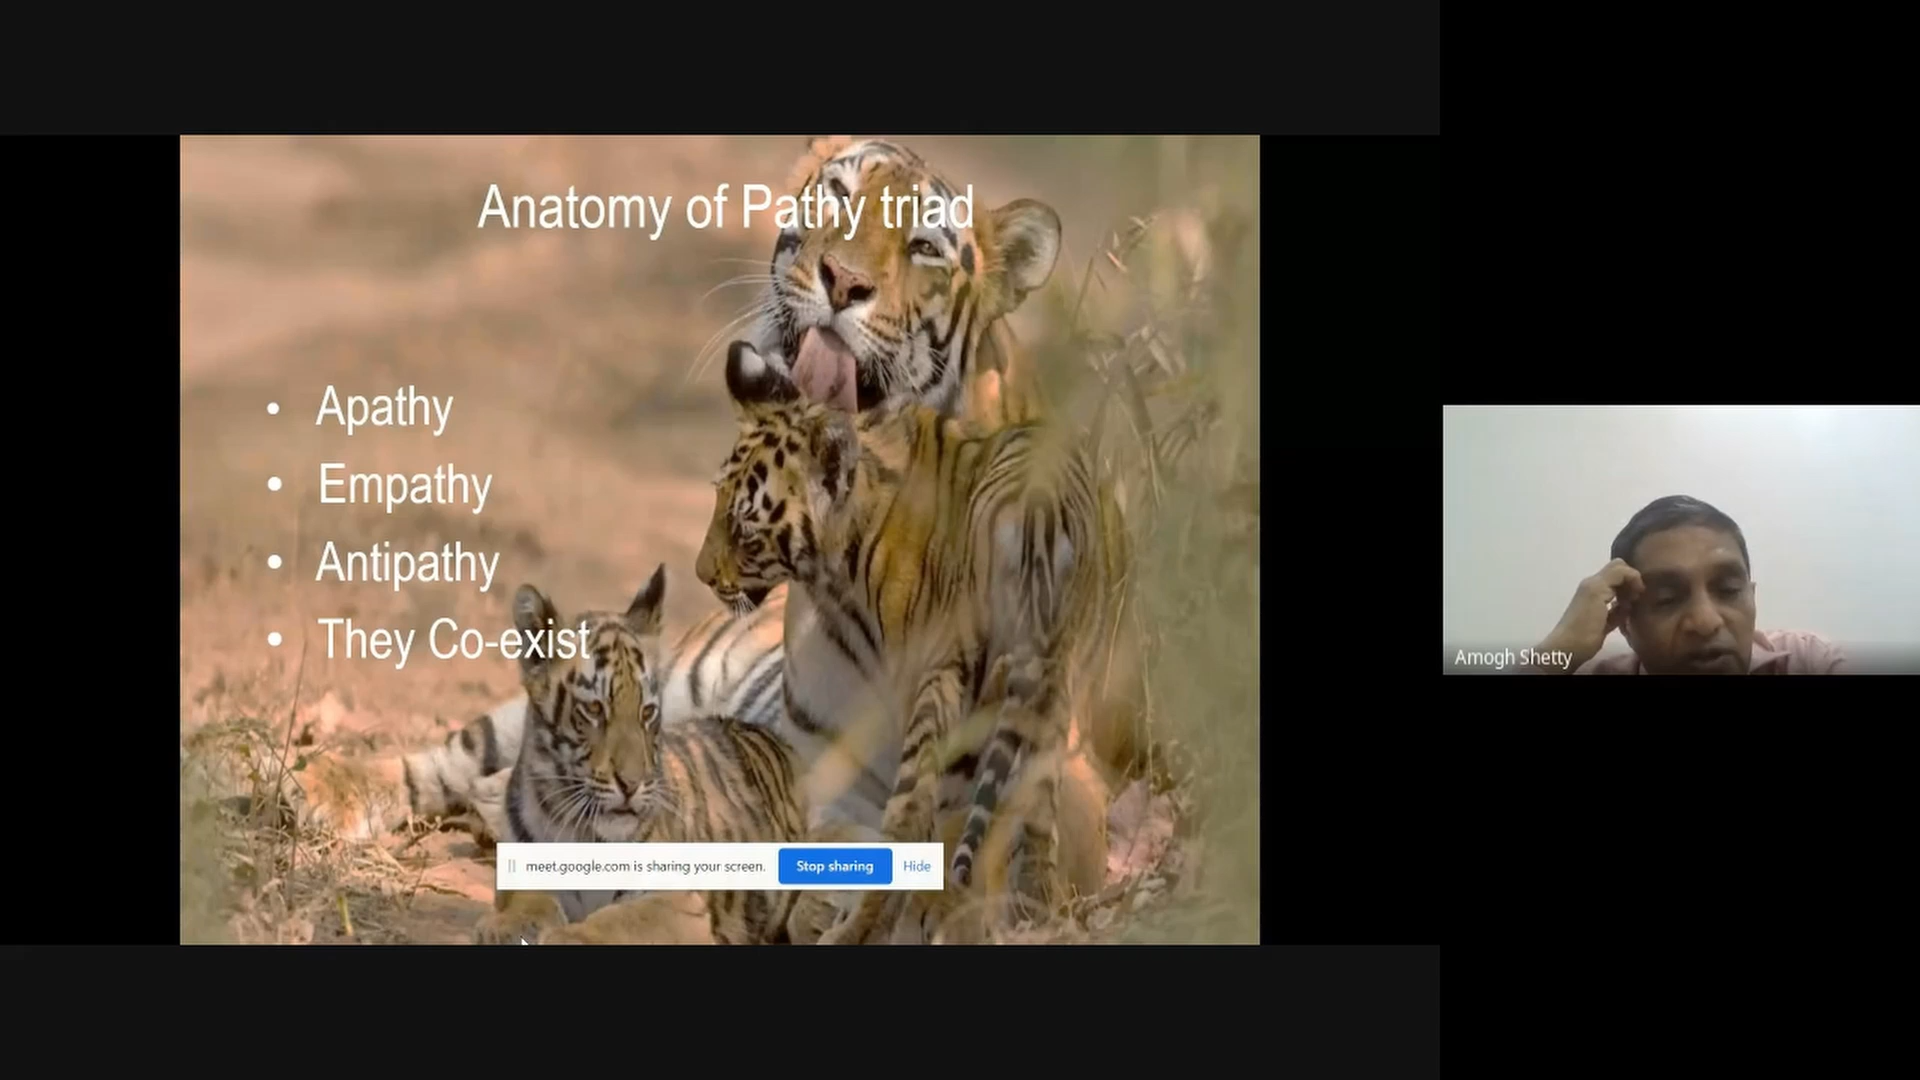 Anatomy of Pathy triad
• Apathy
• Empathy
• Antipathy
• They Co-exist
meet.google.com is sharing your screen. Stop sharing Hide
Amogh Shetty